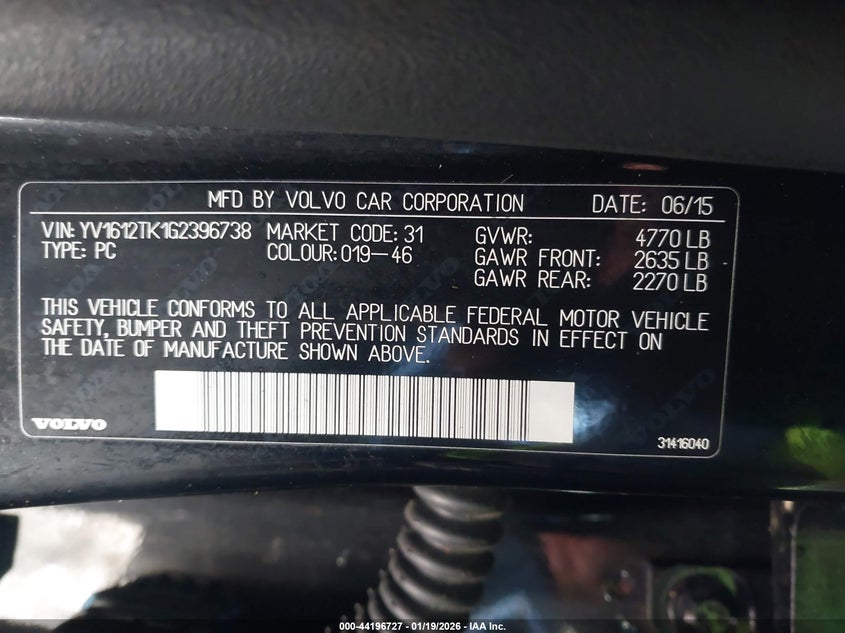 MFD BY VOLVO CAR CORPORATION DATE: 06/15
VIN: YV1612TK1G2396738 MARKET CODE: 31 GVWR: 4770 LB
TYPE: PC COLOUR: 019-46 GAWR FRONT: 2635 LB
GAWR REAR: 2270 LB
THIS VEHICLE CONFORMS TO ALL APPLICABLE FEDERAL MOTOR VEHICLE
SAFETY, BUMPER AND THEFT PREVENTION STANDARDS IN EFFECT ON
THE DATE OF MANUFACTURE SHOWN ABOVE.
VOLVO
31416040
000-44196727 - 01/19/2026 - IAA Inc.